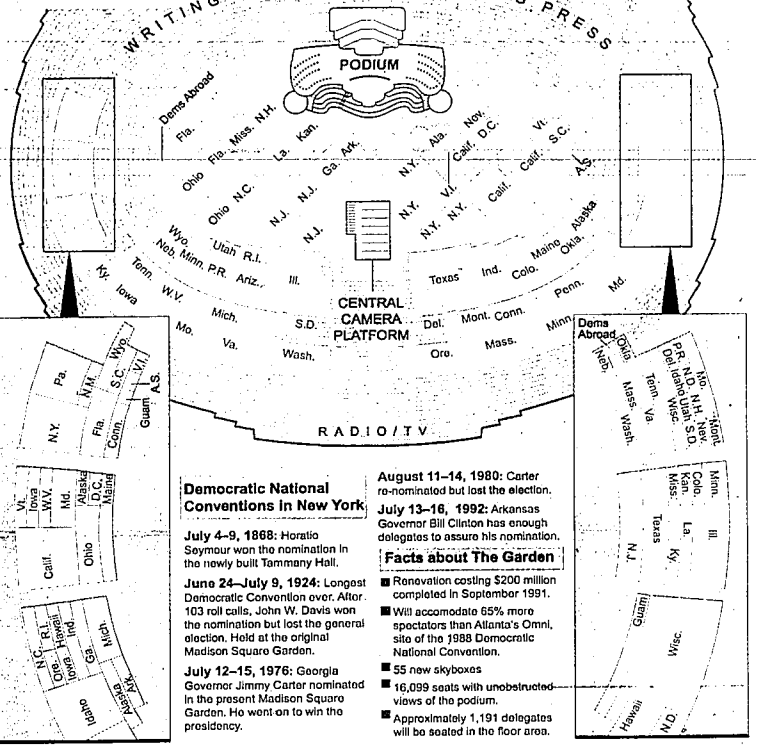 WRITING
PRESS
PODIUM
Dems Abroad
Fla.
Ohio Fla. Miss. N.H.
Ohio N.C. La. Kan.
N.J. N.J. Ga. Ark.
N.J.
N.Y. Ala. Nov.
N.Y. V.I. Calif. D.C.
N.Y. N.Y. Calif. Calif. S.C. Vt.
A.S.
Wyo. Utah R.I.
Neb. Minn. P.R. Ariz. Ill.
Ky. Tenn. W.V. Mich. S.D.
Iowa Mo. Va. Wash.
Texas Ind. Colo. Maine Okla. Alaska
Del. Mont. Conn. Penn. Md.
Ore. Mass. Minn.
CENTRAL
CAMERA
PLATFORM
RADIO/TV
Pa. N.M. S.C. Wyo. V.I. A.S.
N.Y. Fla. Conn. Guam
Vt. Iowa W.V. Md. Alaska D.C. Maine
Calif. Ohio
N.C. R.I. Hawaii Ind. Mich.
Ore. Iowa Ga.
Idaho Alaska Ark.
Democratic National
Conventions in New York
July 4–9, 1868: Horatio
Seymour won the nomination in
the newly built Tammany Hall.
June 24–July 9, 1924: Longest
Democratic Convention over. After
103 roll calls, John W. Davis won
the nomination but lost the general
election. Held at the original
Madison Square Garden.
July 12–15, 1976: Georgia
Governor Jimmy Carter nominated
in the present Madison Square
Garden. He went on to win the
presidency.
August 11–14, 1980: Carter
re-nominated but lost the election.
July 13–16, 1992: Arkansas
Governor Bill Clinton has enough
delegates to assure his nomination.
Facts about The Garden
Renovation costing $200 million
completed in September 1991.
Will accomodate 65% more
spectators than Atlanta's Omni,
site of the 1988 Democratic
National Convention.
55 new skyboxes
16,099 seats with unobstructed
views of the podium.
Approximately 1,191 delegates
will be seated in the floor area.
Dems
Abroad
Okla. P.R. N.D. Mo.
Neb. Tenn. Del. Idaho N.H. Nev. Mont
Mass. Va. Wisc. Utah S.D.
Wash.
Miss. Kan. Colo. Minn.
Texas La. Ill.
N.J. Ky.
Guam
Wisc.
Hawaii N.D.